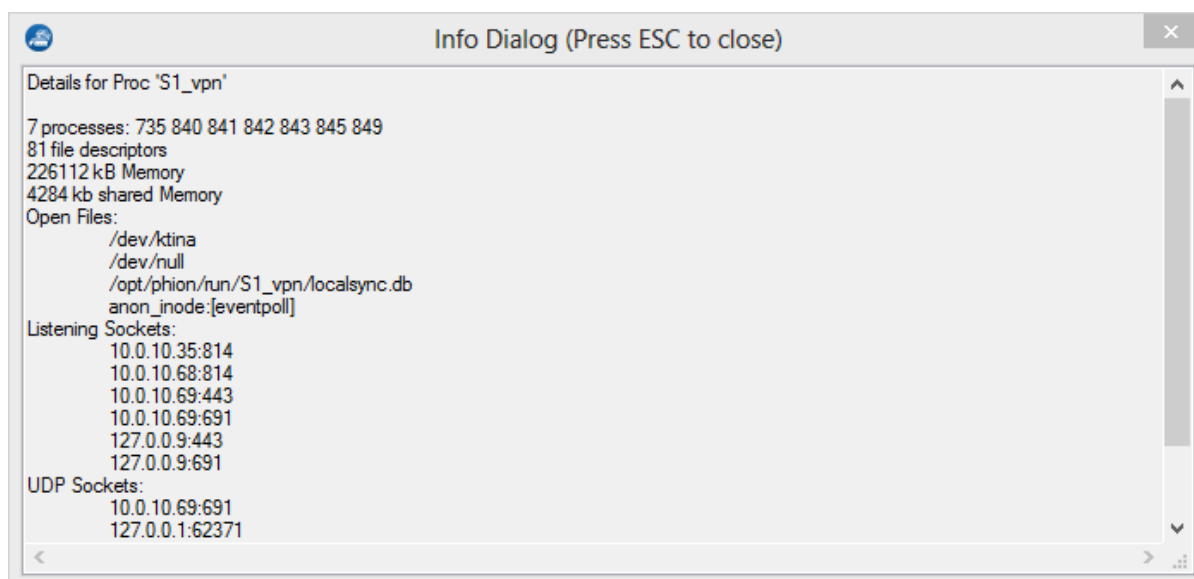 Info Dialog (Press ESC to close)
Details for Proc 'S1_vpn'
7 processes: 735 840 841 842 843 845 849
81 file descriptors
226112 kB Memory
4284 kb shared Memory
Open Files:
/dev/ktina
/dev/null
/opt/phion/run/S1_vpn/localsync.db
anon_inode:[eventpoll]
Listening Sockets:
10.0.10.35:814
10.0.10.68:814
10.0.10.69:443
10.0.10.69:691
127.0.0.9:443
127.0.0.9:691
UDP Sockets:
10.0.10.69:691
127.0.0.1:62371